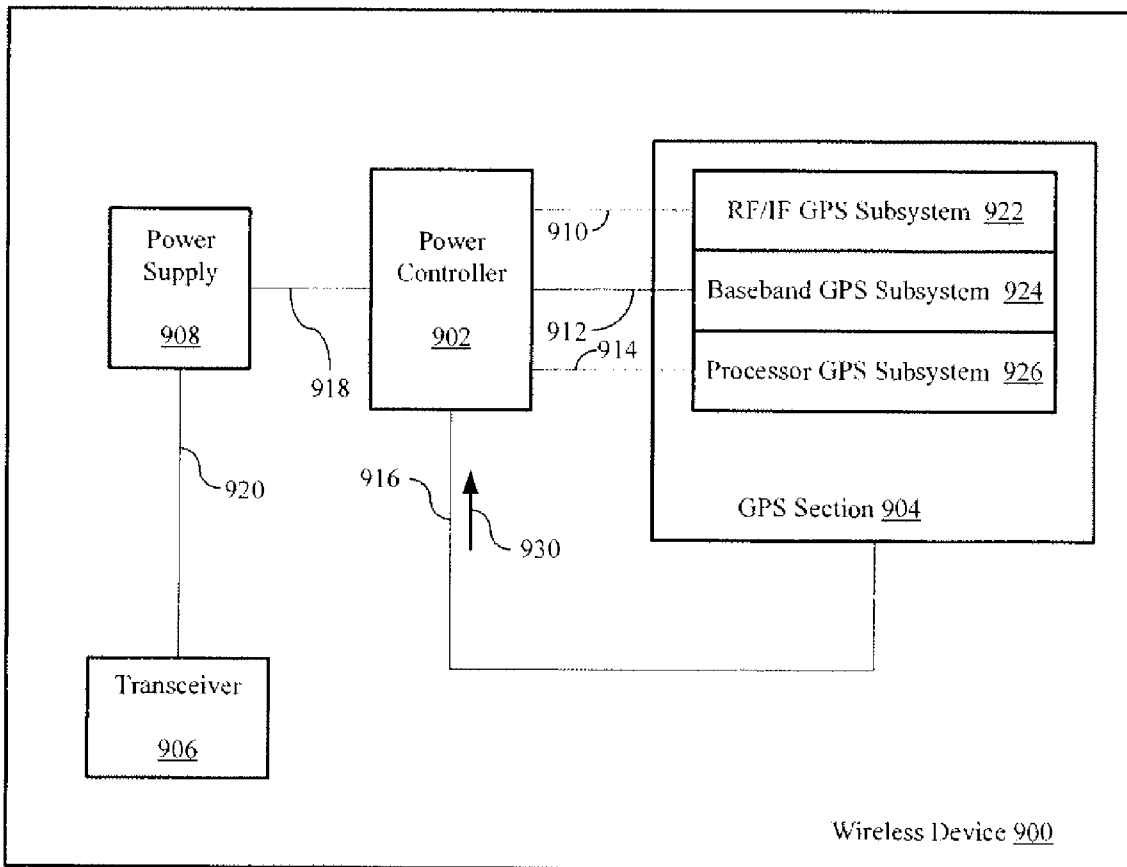 RF/IF GPS Subsystem 922
910
Power
Supply
908
Power
Controller
902
Baseband GPS Subsystem 924
912
914
Processor GPS Subsystem 926
918
920
916
930
GPS Section 904
Transceiver
906
Wireless Device 900